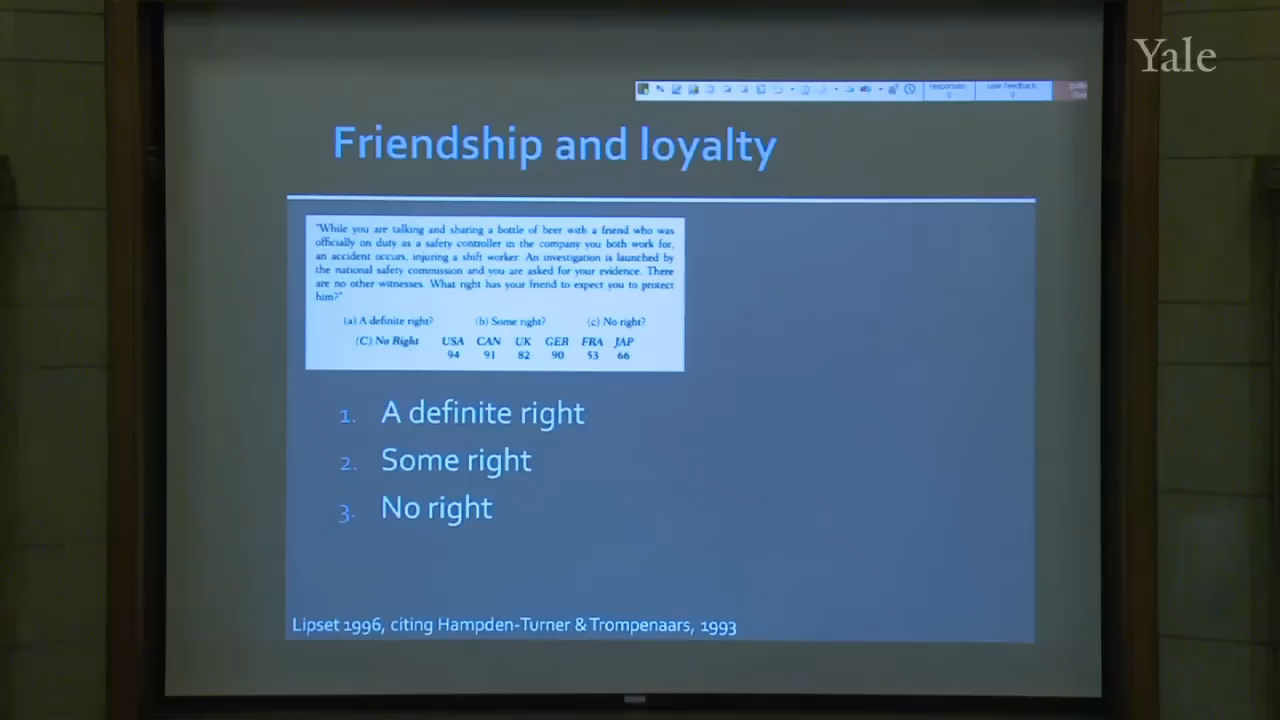 Yale
responses: user feedback:
0 0
Friendship and loyalty
"While you are talking and sharing a bottle of beer with a friend who was
officially on duty as a safety controller in the company you both work for,
an accident occurs, injuring a shift worker. An investigation is launched by
the national safety commission and you are asked for your evidence. There
are no other witnesses. What right has your friend to expect you to protect
him?"
(a) A definite right? (b) Some right? (c) No right?
(C) No Right USA CAN UK GER FRA JAP
94 91 82 90 53 66
1. A definite right
2. Some right
3. No right
Lipset 1996, citing Hampden-Turner & Trompenaars, 1993